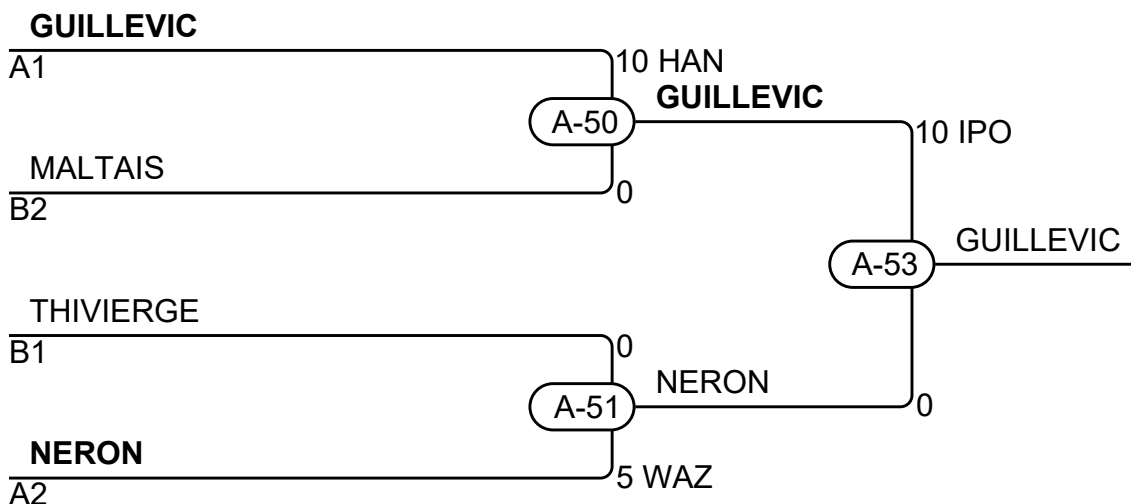 GUILLEVIC
A1
10 HAN
GUILLEVIC
A-50
10 IPO
MALTAIS
B2
0
A-53
GUILLEVIC
THIVIERGE
B1
0
NERON
A-51
0
NERON
A2
5 WAZ